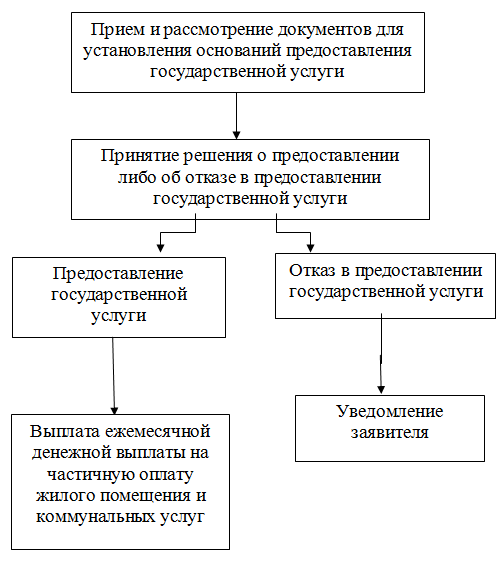 Прием и рассмотрение документов для
установления оснований предоставления
государственной услуги
Принятие решения о предоставлении
либо об отказе в предоставлении
государственной услуги
Предоставление
государственной
услуги
Отказ в предоставлении
государственной услуги
Выплата ежемесячной
денежной выплаты на
частичную оплату
жилого помещения и
коммунальных услуг
Уведомление
заявителя